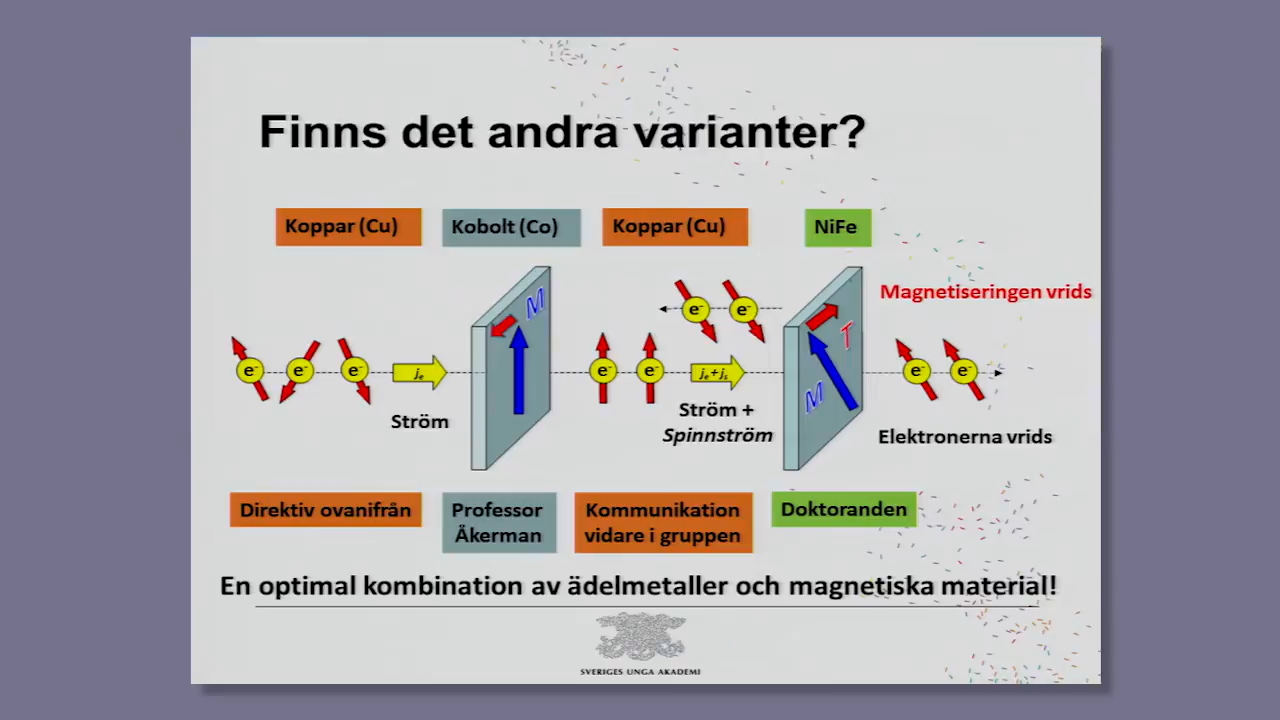 Finns det andra varianter?
Koppar (Cu)
Kobolt (Co)
Koppar (Cu)
NiFe
Magnetiseringen vrids
M
T
e- e- e-
je
e- e-
e- e-
je+js
M
e- e-
Ström
Ström +
Spinnström
Elektronerna vrids
Direktiv ovanifrån
Professor
Åkerman
Kommunikation
vidare i gruppen
Doktoranden
En optimal kombination av ädelmetaller och magnetiska material!
SVERIGES UNGA AKADEMI